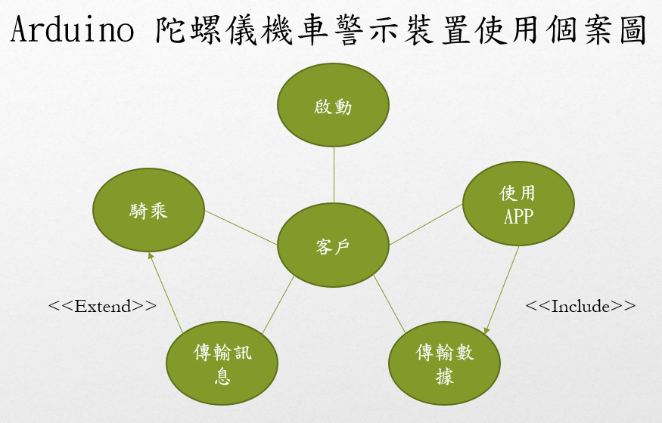 Arduino 陀螺儀機車警示裝置使用個案圖
啟動
騎乘
使用
APP
客戶
<<Extend>>
<<Include>>
傳輸訊
息
傳輸數
據